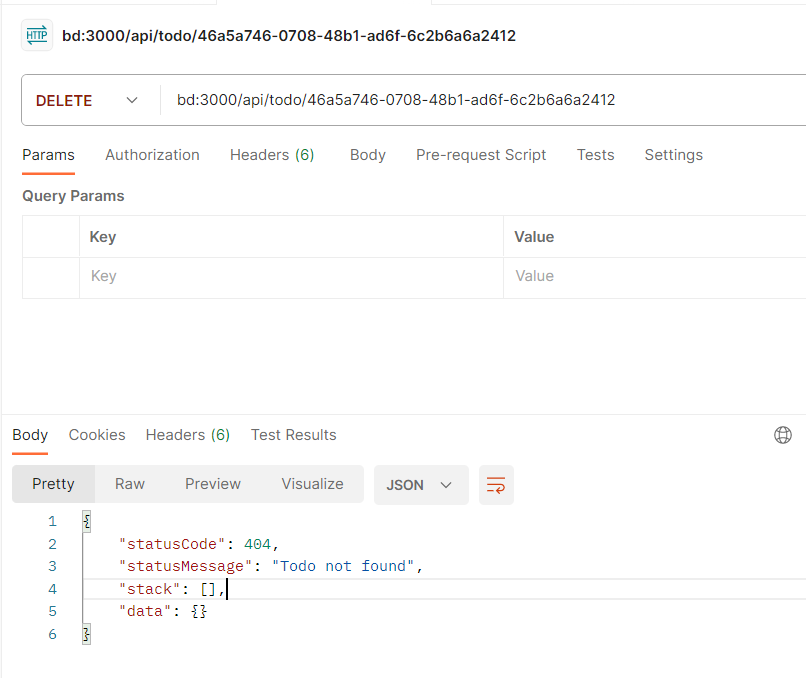 HTTP bd:3000/api/todo/46a5a746-0708-48b1-ad6f-6c2b6a6a2412
DELETE bd:3000/api/todo/46a5a746-0708-48b1-ad6f-6c2b6a6a2412
Params Authorization Headers (6) Body Pre-request Script Tests Settings
Query Params
Key Value
Key Value
Body Cookies Headers (6) Test Results
Pretty Raw Preview Visualize JSON
1 {
2 "statusCode": 404,
3 "statusMessage": "Todo not found",
4 "stack": [],
5 "data": {}
6 }